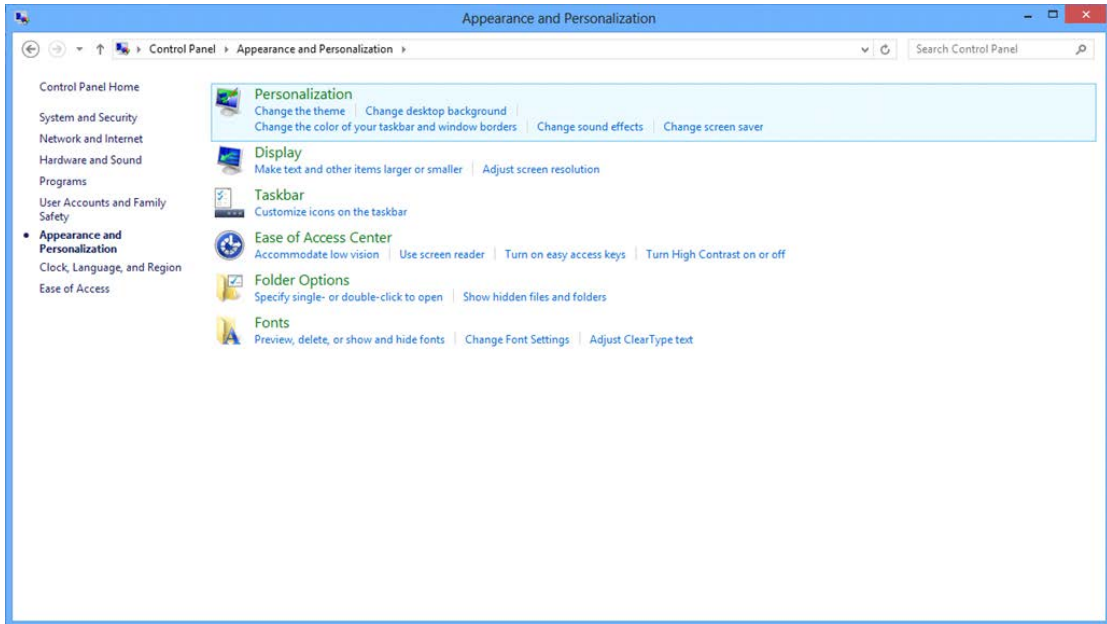 Appearance and Personalization
Control Panel Appearance and Personalization
Search Control Panel
Control Panel Home
System and Security
Network and Internet
Hardware and Sound
Programs
User Accounts and Family
Safety
Appearance and
Personalization
Clock, Language, and Region
Ease of Access
Personalization
Change the theme Change desktop background
Change the color of your taskbar and window borders Change sound effects Change screen saver
Display
Make text and other items larger or smaller Adjust screen resolution
Taskbar
Customize icons on the taskbar
Ease of Access Center
Accommodate low vision Use screen reader Turn on easy access keys Turn High Contrast on or off
Folder Options
Specify single- or double-click to open Show hidden files and folders
Fonts
Preview, delete, or show and hide fonts Change Font Settings Adjust ClearType text